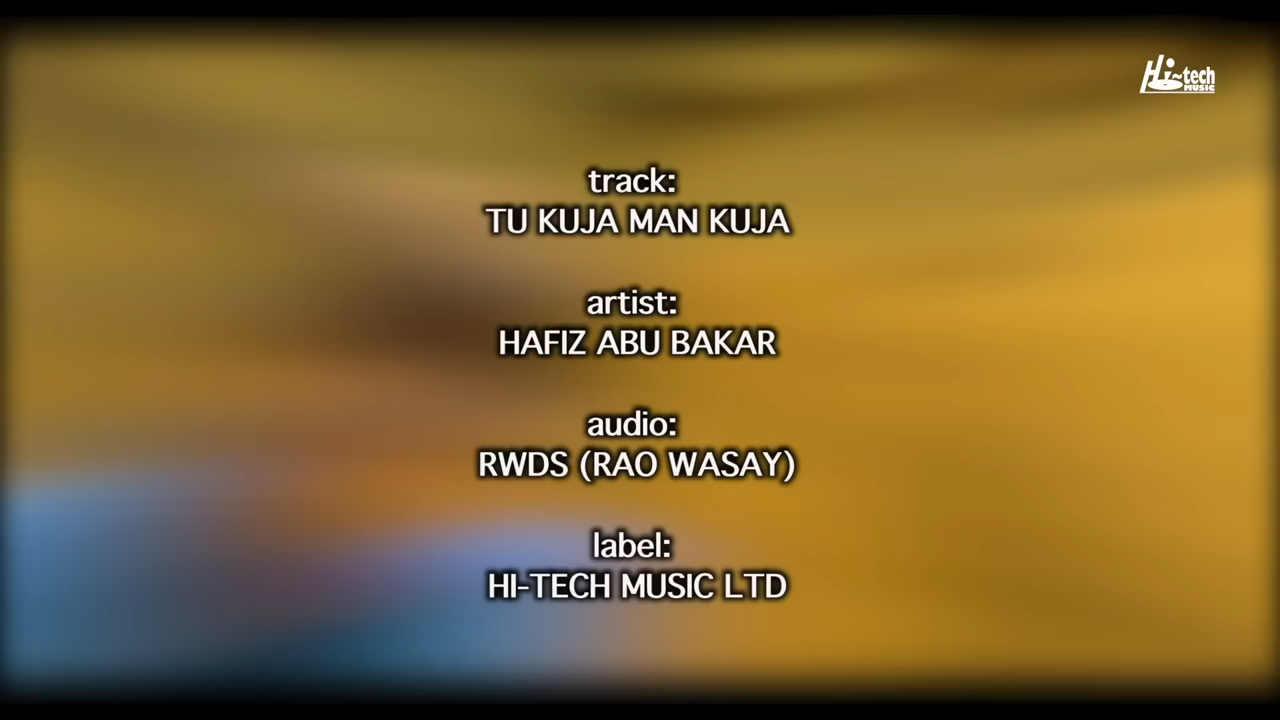 Hi-tech
MUSIC
track:
TU KUJA MAN KUJA
artist:
HAFIZ ABU BAKAR
audio:
RWDS (RAO WASAY)
label:
HI-TECH MUSIC LTD